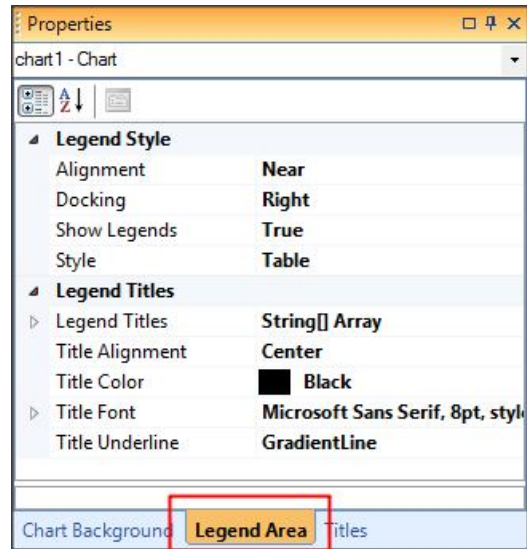 Properties
chart1 - Chart
Legend Style
Alignment Near
Docking Right
Show Legends True
Style Table
Legend Titles
Legend Titles String[] Array
Title Alignment Center
Title Color Black
Title Font Microsoft Sans Serif, 8pt, style
Title Underline GradientLine
Chart Background Legend Area Titles